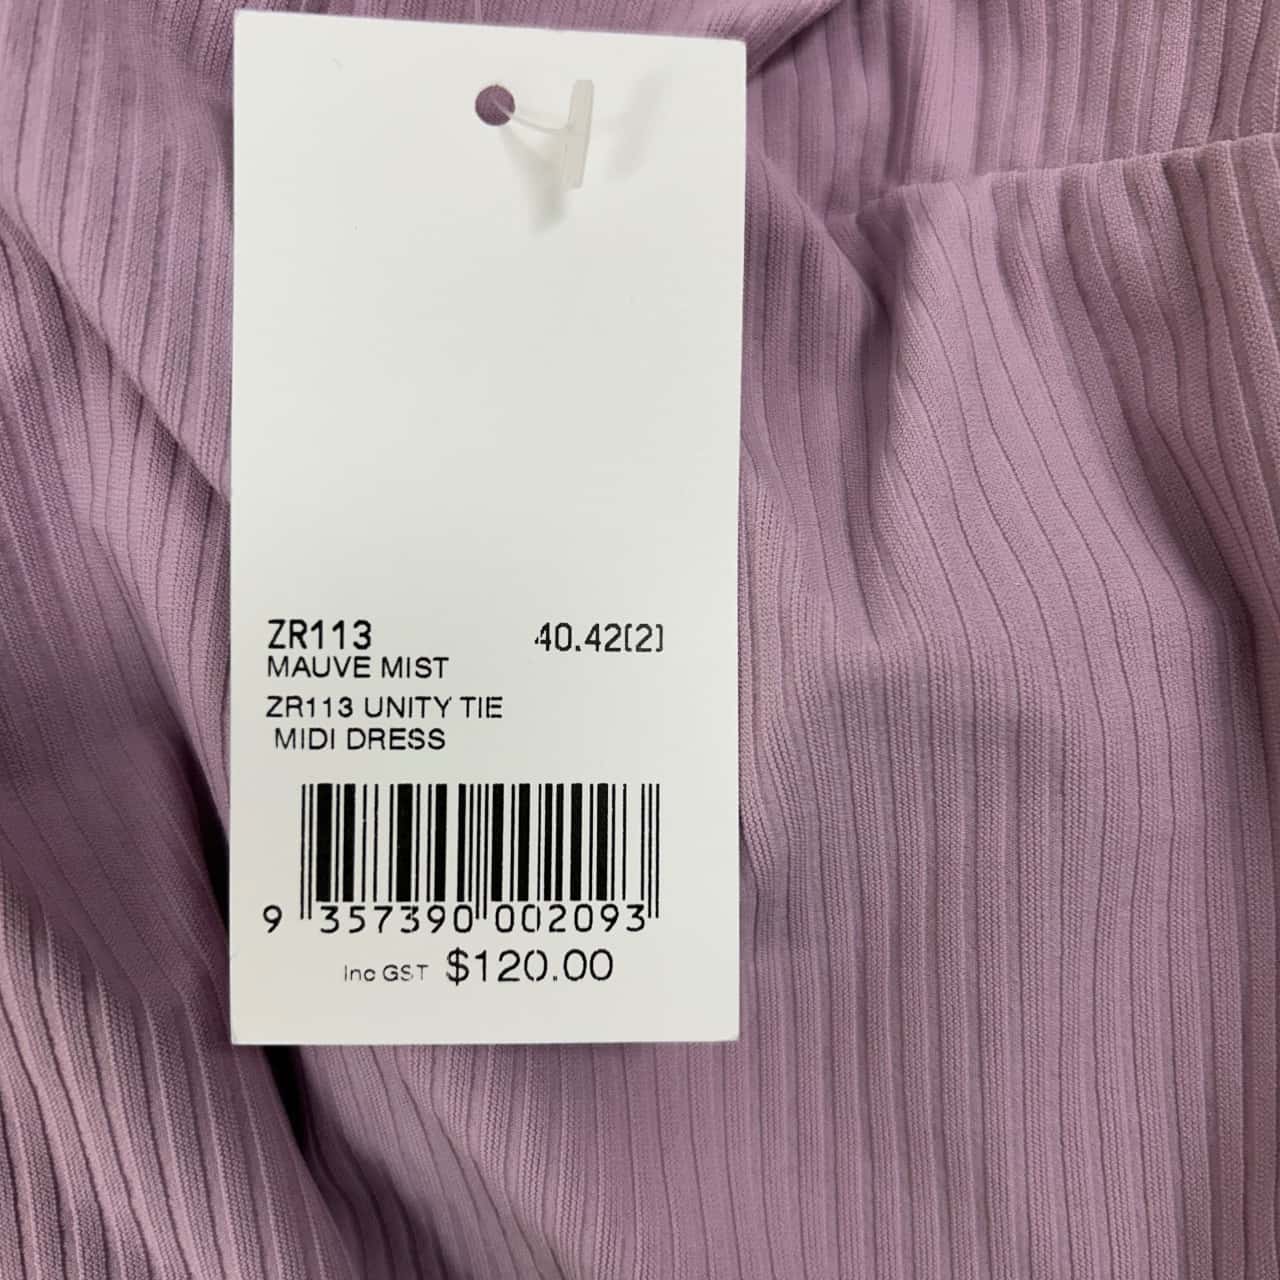 ZR113 40.42(2)
MAUVE MIST
ZR113 UNITY TIE
MIDI DRESS
9 357390 002093
Inc GST $120.00